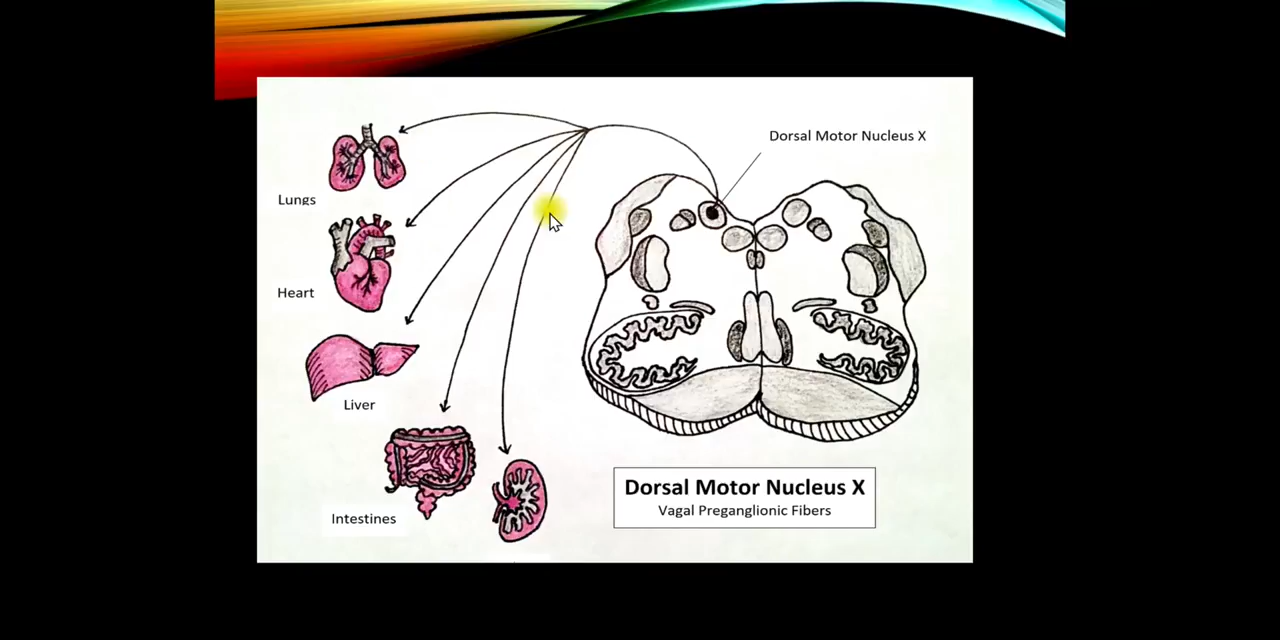 Dorsal Motor Nucleus X
Lungs
Heart
Liver
Intestines
Dorsal Motor Nucleus X
Vagal Preganglionic Fibers